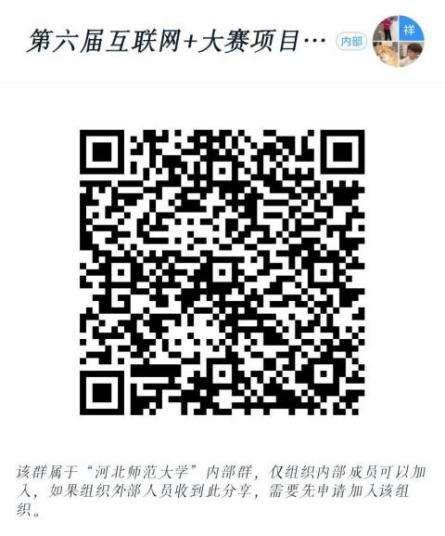 第六届互联网+大赛项目…
内部
祥
该群属于“河北师范大学”内部群，仅组织内部成员可以加
入，如果组织外部人员收到此分享，需要先申请加入该组
织。